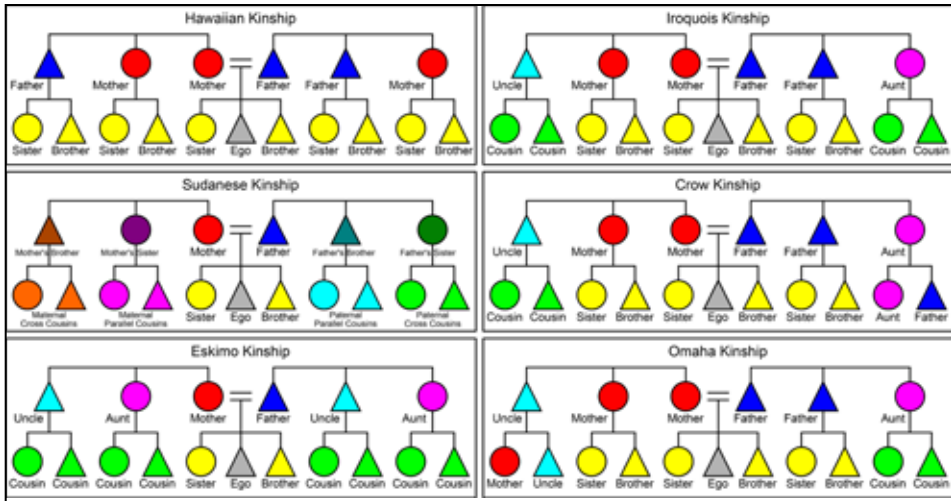 Hawaiian Kinship
Father Mother Mother Father Father Mother
Sister Brother Sister Brother Sister Ego Brother Sister Brother Sister Brother
Iroquois Kinship
Uncle Mother Mother Father Father Aunt
Cousin Cousin Sister Brother Sister Ego Brother Sister Brother Cousin Cousin
Sudanese Kinship
Mother's Brother Mother's Sister Mother Father Father's Brother Father's Sister
Sister Ego Brother
Maternal Maternal Paternal Paternal
Cross Cousins Parallel Cousins Parallel Cousins Cross Cousins
Crow Kinship
Uncle Mother Mother Father Father Aunt
Cousin Cousin Sister Brother Sister Ego Brother Sister Brother Aunt Father
Eskimo Kinship
Uncle Aunt Mother Father Uncle Aunt
Cousin Cousin Cousin Cousin Sister Ego Brother Cousin Cousin Cousin Cousin
Omaha Kinship
Uncle Mother Mother Father Father Aunt
Mother Uncle Sister Brother Sister Ego Brother Sister Brother Cousin Cousin